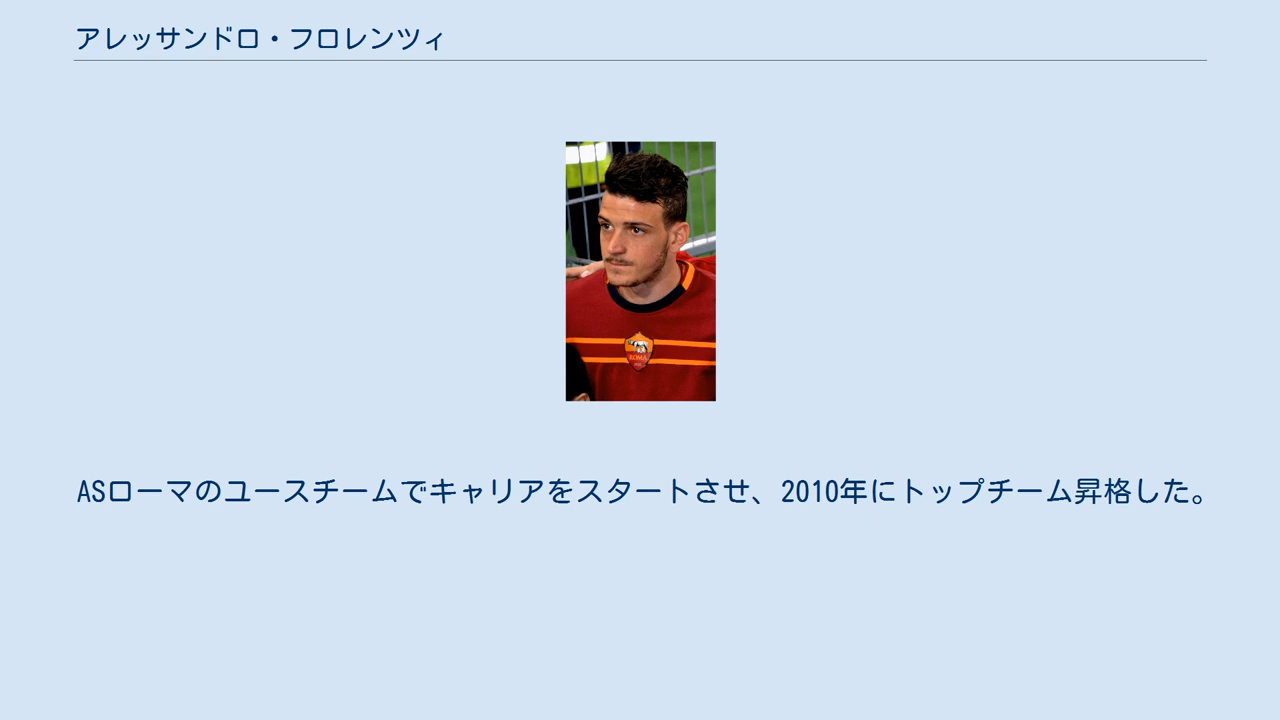 アレッサンドロ・フロレンツィ
ROMA
ASローマのユースチームでキャリアをスタートさせ、2010年にトップチーム昇格した。